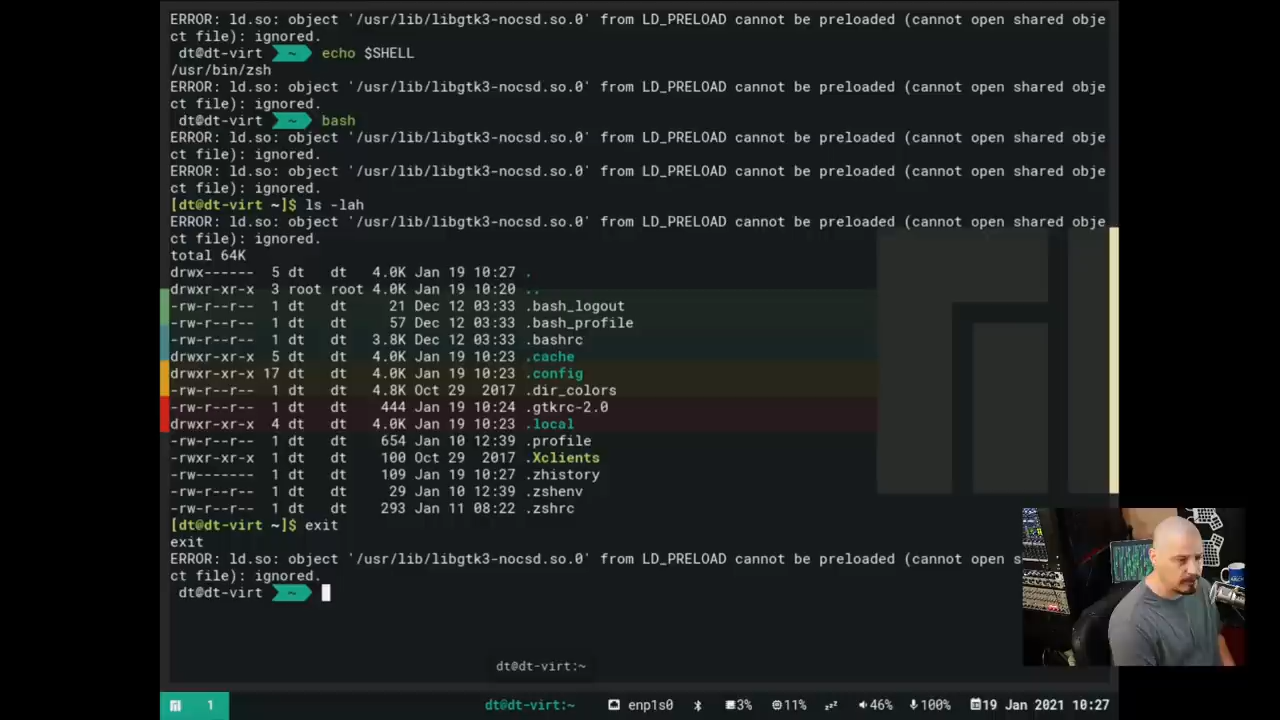 ERROR: ld.so: object '/usr/lib/libgtk3-nocsd.so.0' from LD_PRELOAD cannot be preloaded (cannot open shared obje
ct file): ignored.
dt@dt-virt ~ echo $SHELL
/usr/bin/zsh
ERROR: ld.so: object '/usr/lib/libgtk3-nocsd.so.0' from LD_PRELOAD cannot be preloaded (cannot open shared obje
ct file): ignored.
dt@dt-virt ~ bash
ERROR: ld.so: object '/usr/lib/libgtk3-nocsd.so.0' from LD_PRELOAD cannot be preloaded (cannot open shared obje
ct file): ignored.
ERROR: ld.so: object '/usr/lib/libgtk3-nocsd.so.0' from LD_PRELOAD cannot be preloaded (cannot open shared obje
ct file): ignored.
[dt@dt-virt ~]$ ls -lah
ERROR: ld.so: object '/usr/lib/libgtk3-nocsd.so.0' from LD_PRELOAD cannot be preloaded (cannot open shared obje
ct file): ignored.
total 64K
drwx------ 5 dt dt 4.0K Jan 19 10:27 .
drwxr-xr-x 3 root root 4.0K Jan 19 10:20 ..
-rw-r--r-- 1 dt dt 21 Dec 12 03:33 .bash_logout
-rw-r--r-- 1 dt dt 57 Dec 12 03:33 .bash_profile
-rw-r--r-- 1 dt dt 3.8K Dec 12 03:33 .bashrc
drwxr-xr-x 5 dt dt 4.0K Jan 19 10:23 .cache
drwxr-xr-x 17 dt dt 4.0K Jan 19 10:23 .config
-rw-r--r-- 1 dt dt 4.8K Oct 29 2017 .dir_colors
-rw-r--r-- 1 dt dt 444 Jan 19 10:24 .gtkrc-2.0
drwxr-xr-x 4 dt dt 4.0K Jan 19 10:23 .local
-rw-r--r-- 1 dt dt 654 Jan 10 12:39 .profile
-rwxr-xr-x 1 dt dt 100 Oct 29 2017 .Xclients
-rw------- 1 dt dt 109 Jan 19 10:27 .zhistory
-rw-r--r-- 1 dt dt 29 Jan 10 12:39 .zshenv
-rw-r--r-- 1 dt dt 293 Jan 11 08:22 .zshrc
[dt@dt-virt ~]$ exit
exit
ERROR: ld.so: object '/usr/lib/libgtk3-nocsd.so.0' from LD_PRELOAD cannot be preloaded (cannot open s
ct file): ignored.
dt@dt-virt ~
dt@dt-virt:~
1 dt@dt-virt:~ enp1s0 3% 11% zzz 46% 100% 19 Jan 2021 10:27